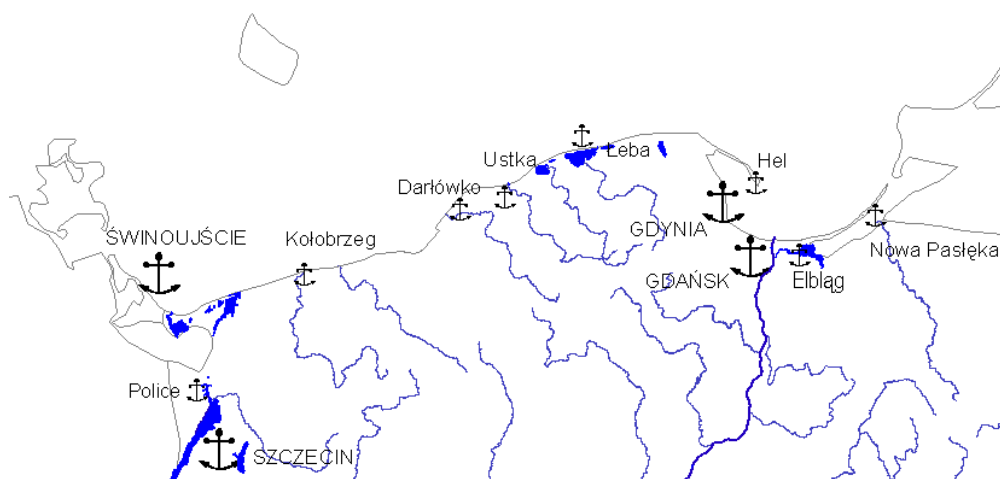 Łeba
Ustka
Hel
Darłówko
GDYNIA
ŚWINOUJŚCIE
Kołobrzeg
Nowa Pasłęka
GDAŃSK
Elbląg
Police
SZCZECIN